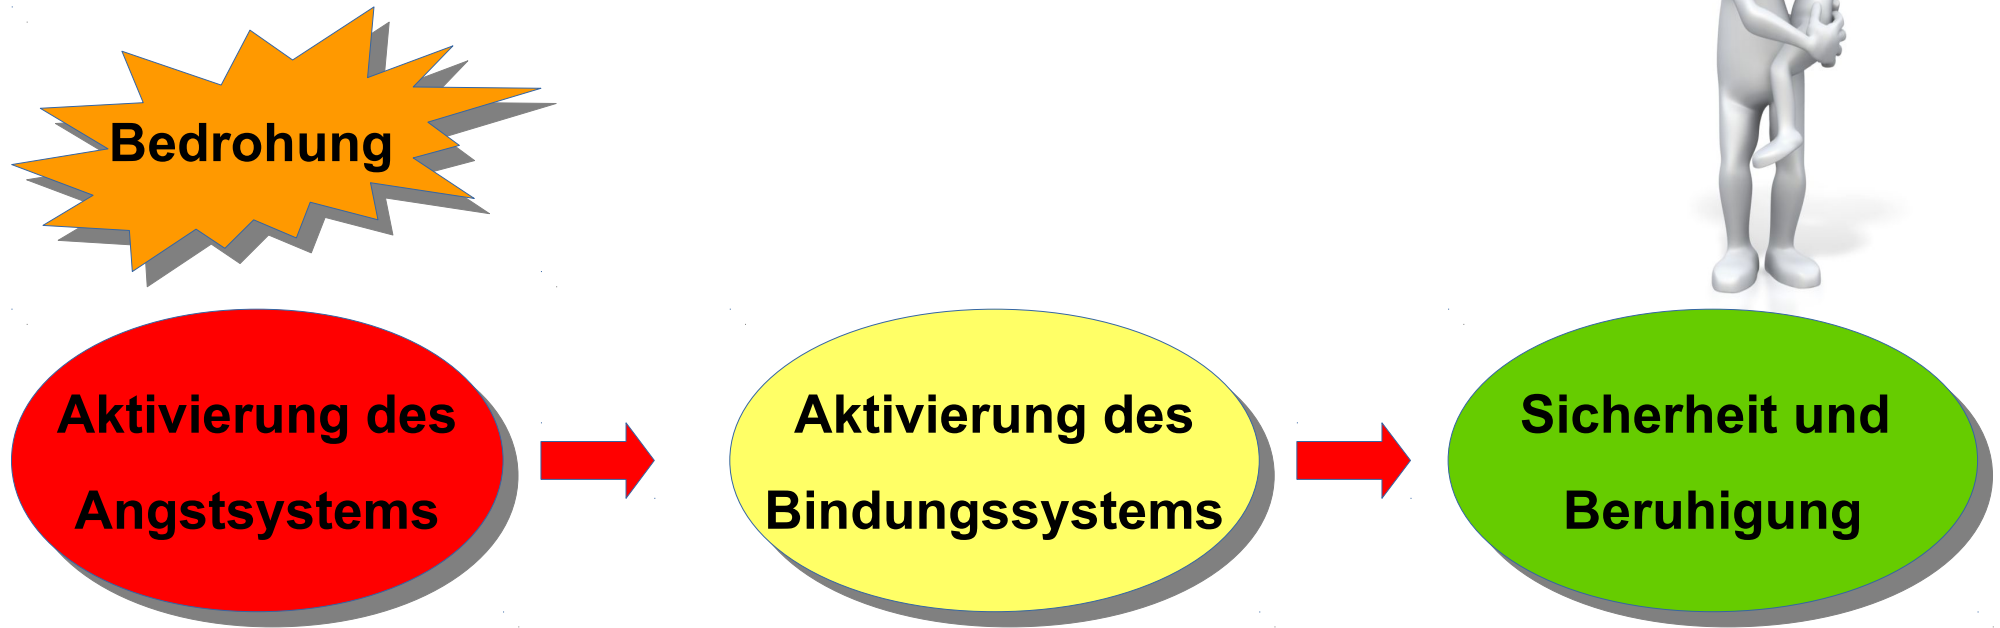 Bedrohung
Aktivierung des
Angstsystems
Aktivierung des
Bindungssystems
Sicherheit und
Beruhigung